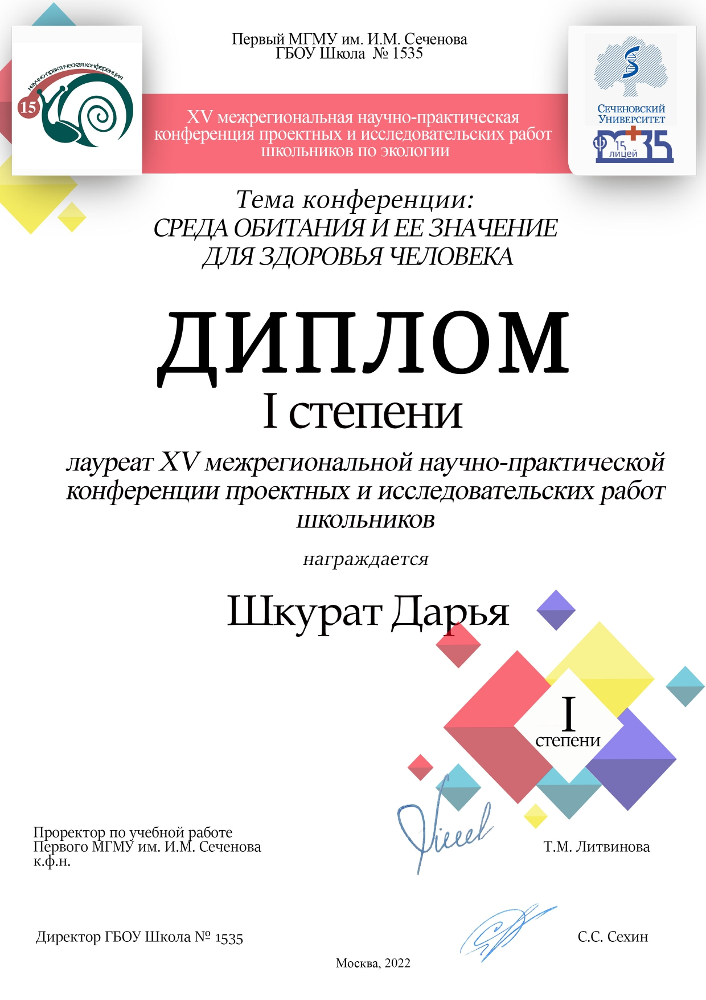 Первый МГМУ им. И.М. Сеченова
ГБОУ Школа № 1535
научно-практическая конференция
15
СЕЧЕНОВСКИЙ
УНИВЕРСИТЕТ
15 35
ЛИЦЕЙ
XV межрегиональная научно-практическая
конференция проектных и исследовательских работ
школьников по экологии
Тема конференции:
СРЕДА ОБИТАНИЯ И ЕЕ ЗНАЧЕНИЕ
ДЛЯ ЗДОРОВЬЯ ЧЕЛОВЕКА
ДИПЛОМ
I степени
лауреат XV межрегиональной научно-практической
конференции проектных и исследовательских работ
школьников
награждается
Шкурат Дарья
I
степени
Проректор по учебной работе
Первого МГМУ им. И.М. Сеченова
к.ф.н.
Т.М. Литвинова
Директор ГБОУ Школа № 1535
С.С. Сехин
Москва, 2022